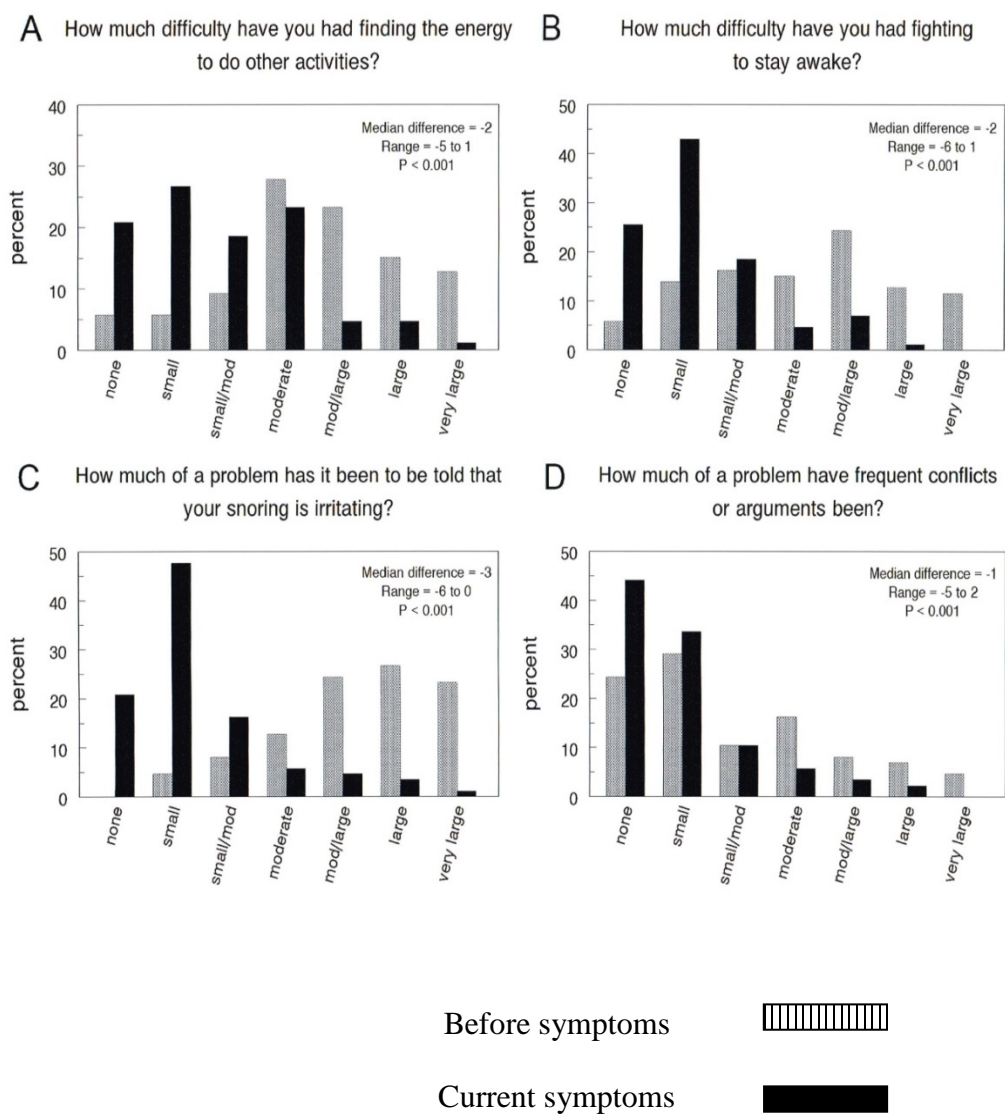 A How much difficulty have you had finding the energy
to do other activities?
40
30
20
10
0
percent
Median difference = -2
Range = -5 to 1
P < 0.001
none
small
small/mod
moderate
mod/large
large
very large
B How much difficulty have you had fighting
to stay awake?
50
40
30
20
10
0
percent
Median difference = -2
Range = -6 to 1
P < 0.001
none
small
small/mod
moderate
mod/large
large
very large
C How much of a problem has it been to be told that
your snoring is irritating?
50
40
30
20
10
0
percent
Median difference = -3
Range = -6 to 0
P < 0.001
none
small
small/mod
moderate
mod/large
large
very large
D How much of a problem have frequent conflicts
or arguments been?
50
40
30
20
10
0
percent
Median difference = -1
Range = -5 to 2
P < 0.001
none
small
small/mod
moderate
mod/large
large
very large
Before symptoms
Current symptoms